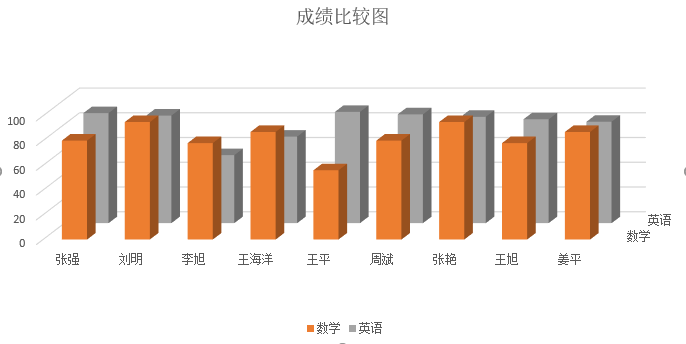 成绩比较图
100
80
60
40
20
0
英语
数学
张强 刘明 李旭 王海洋 王平 周斌 张艳 王旭 姜平
数学 英语